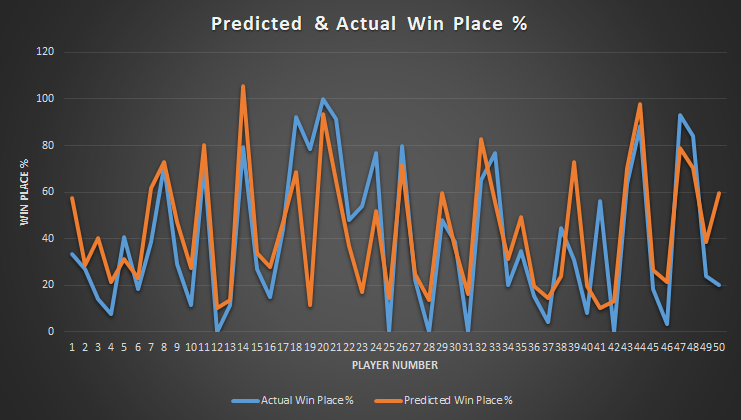 Predicted & Actual Win Place %
120
100
80
60
40
20
0
WIN PLACE %
1 2 3 4 5 6 7 8 9 10 11 12 13 14 15 16 17 18 19 20 21 22 23 24 25 26 27 28 29 30 31 32 33 34 35 36 37 38 39 40 41 42 43 44 45 46 47 48 49 50
PLAYER NUMBER
Actual Win Place % Predicted Win Place %